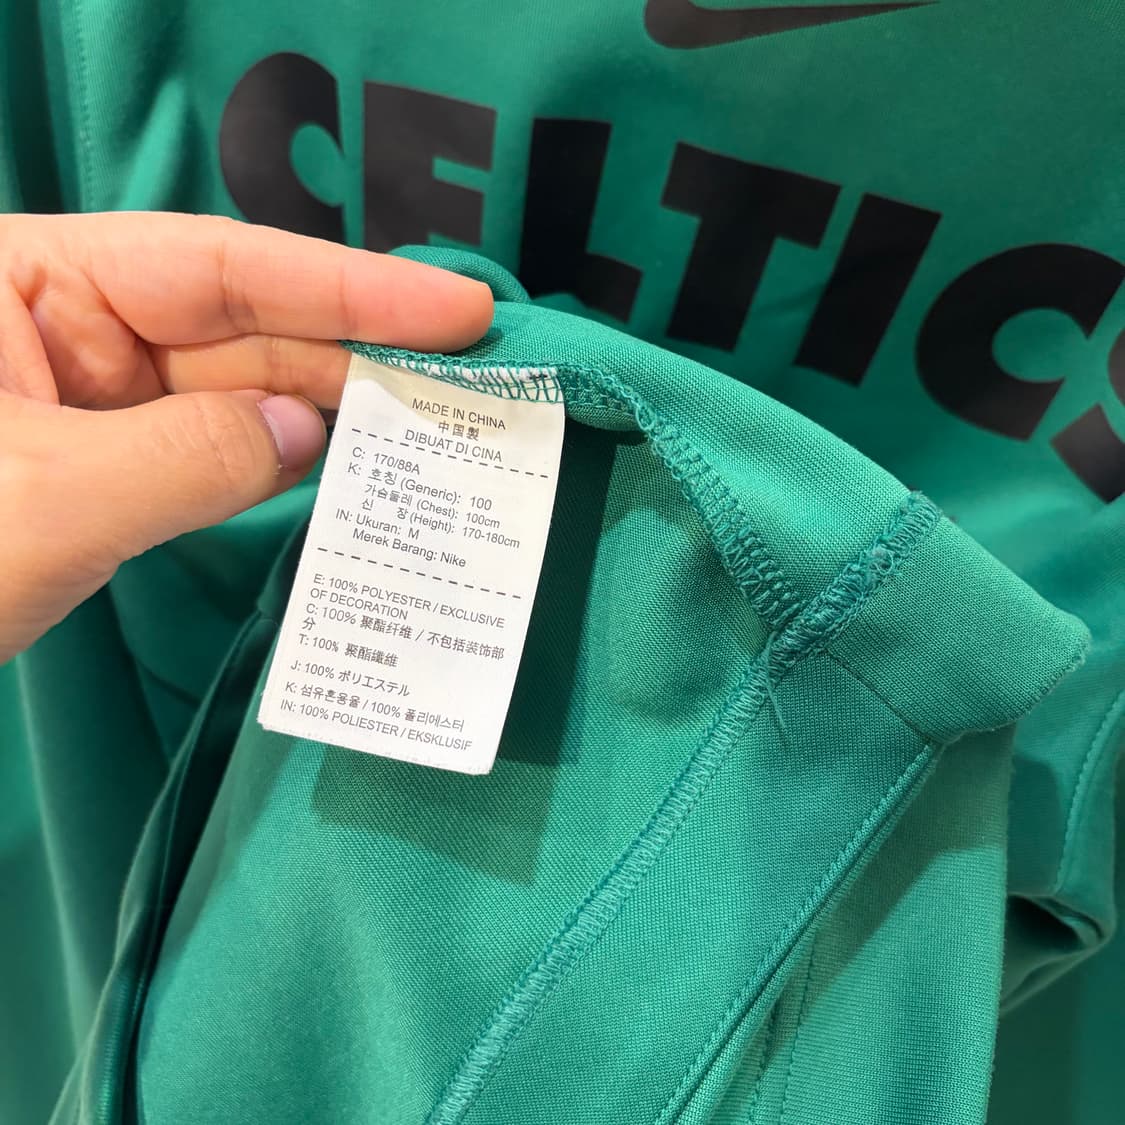 CELTICS
MADE IN CHINA
中国製
DIBUAT DI CINA
C: 170/88A
K: 호칭 (Generic): 100
가슴둘레 (Chest): 100cm
신 장 (Height): 170-180cm
IN: Ukuran: M
Merek Barang: Nike
E: 100% POLYESTER / EXCLUSIVE
OF DECORATION
C: 100% 聚酯纤维 / 不包括装饰部
分
T: 100% 聚酯纖維
J: 100% ポリエステル
K: 섬유혼용율 / 100% 폴리에스터
IN: 100% POLIESTER / EKSKLUSIF